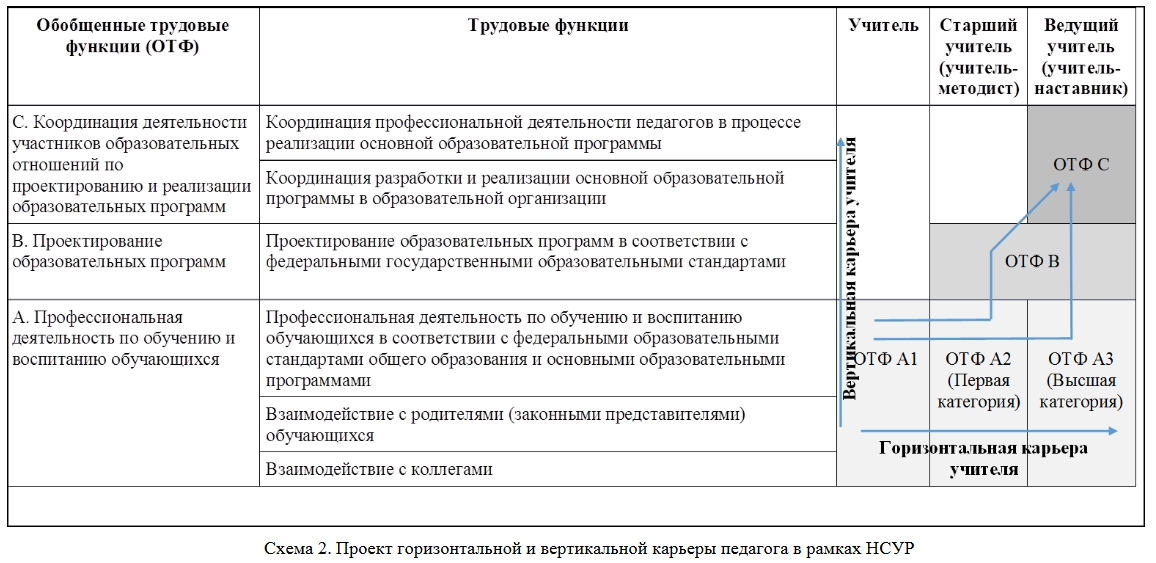 Обобщенные трудовые
функции (ОТФ)
Трудовые функции
Учитель
Старший
учитель
(учитель-
методист)
Ведущий
учитель
(учитель-
наставник)
С. Координация деятельности
участников образовательных
отношений по
проектированию и реализации
образовательных программ
Координация профессиональной деятельности педагогов в процессе
реализации основной образовательной программы
Координация разработки и реализации основной образовательной
программы в образовательной организации
ОТФ С
В. Проектирование
образовательных программ
Проектирование образовательных программ в соответствии с
федеральными государственными образовательными стандартами
ОТФ В
А. Профессиональная
деятельность по обучению и
воспитанию обучающихся
Профессиональная деятельность по обучению и воспитанию
обучающихся в соответствии с федеральными образовательными
стандартами общего образования и основными образовательными
программами
Взаимодействие с родителями (законными представителями)
обучающихся
Взаимодействие с коллегами
Вертикальная карьера учителя
ОТФ А1
ОТФ А2
(Первая
категория)
ОТФ А3
(Высшая
категория)
Горизонтальная карьера
учителя
Схема 2. Проект горизонтальной и вертикальной карьеры педагога в рамках НСУР